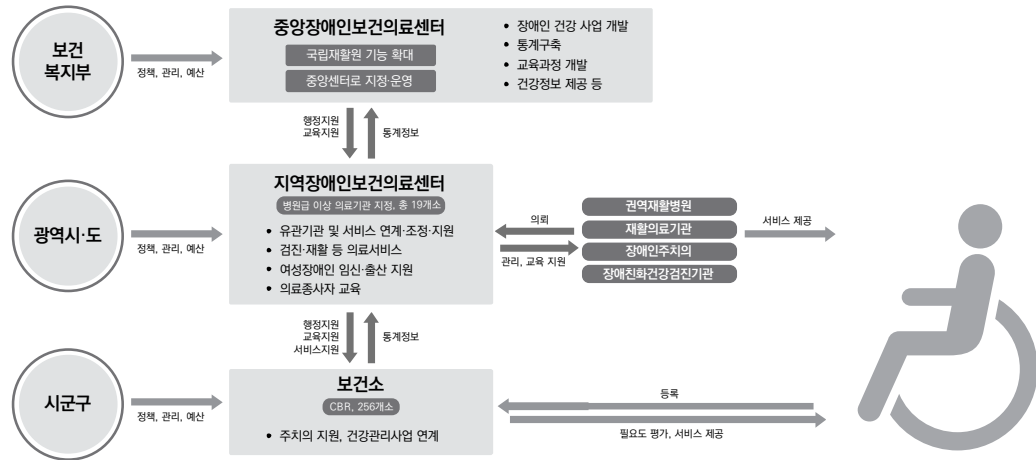 보건
복지부
정책, 관리, 예산
중앙장애인보건의료센터
국립재활원 기능 확대
중앙센터로 지정·운영
• 장애인 건강 사업 개발
• 통계구축
• 교육과정 개발
• 건강정보 제공 등
행정지원
교육지원
통계정보
광역시·도
정책, 관리, 예산
지역장애인보건의료센터
병원급 이상 의료기관 지정, 총 19개소
• 유관기관 및 서비스 연계·조정·지원
• 검진·재활 등 의료서비스
• 여성장애인 임신·출산 지원
• 의료종사자 교육
의뢰
관리, 교육 지원
권역재활병원
재활의료기관
장애인주치의
장애친화건강검진기관
서비스 제공
행정지원
교육지원
서비스지원
통계정보
시군구
정책, 관리, 예산
보건소
CBR, 256개소
• 주치의 지원, 건강관리사업 연계
등록
필요도 평가, 서비스 제공